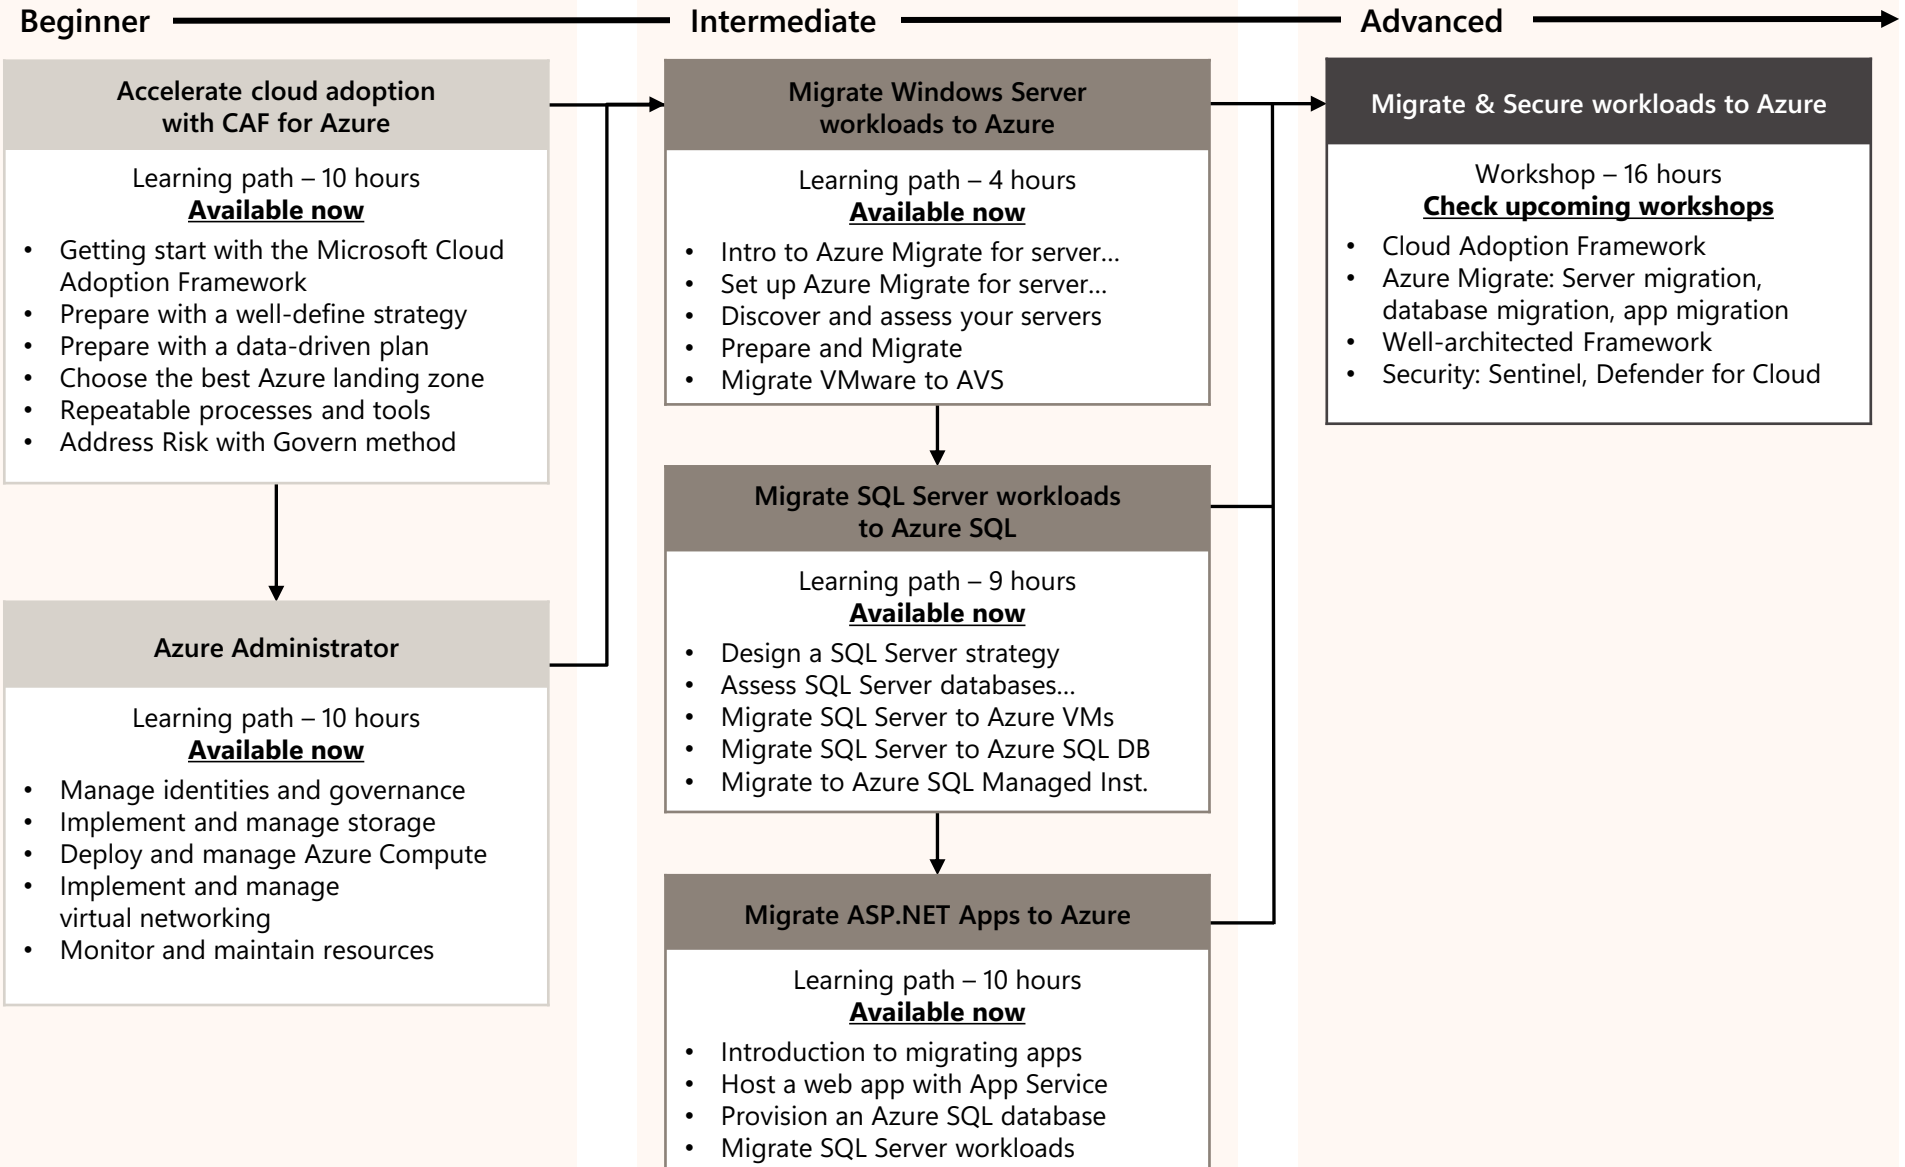 Beginner
Intermediate
Advanced
Accelerate cloud adoption
with CAF for Azure
Learning path – 10 hours
Available now
• Getting start with the Microsoft Cloud
Adoption Framework
• Prepare with a well-define strategy
• Prepare with a data-driven plan
• Choose the best Azure landing zone
• Repeatable processes and tools
• Address Risk with Govern method
Azure Administrator
Learning path – 10 hours
Available now
• Manage identities and governance
• Implement and manage storage
• Deploy and manage Azure Compute
• Implement and manage
virtual networking
• Monitor and maintain resources
Migrate Windows Server
workloads to Azure
Learning path – 4 hours
Available now
• Intro to Azure Migrate for server...
• Set up Azure Migrate for server...
• Discover and assess your servers
• Prepare and Migrate
• Migrate VMware to AVS
Migrate SQL Server workloads
to Azure SQL
Learning path – 9 hours
Available now
• Design a SQL Server strategy
• Assess SQL Server databases...
• Migrate SQL Server to Azure VMs
• Migrate SQL Server to Azure SQL DB
• Migrate to Azure SQL Managed Inst.
Migrate ASP.NET Apps to Azure
Learning path – 10 hours
Available now
• Introduction to migrating apps
• Host a web app with App Service
• Provision an Azure SQL database
• Migrate SQL Server workloads
Migrate & Secure workloads to Azure
Workshop – 16 hours
Check upcoming workshops
• Cloud Adoption Framework
• Azure Migrate: Server migration,
database migration, app migration
• Well-architected Framework
• Security: Sentinel, Defender for Cloud